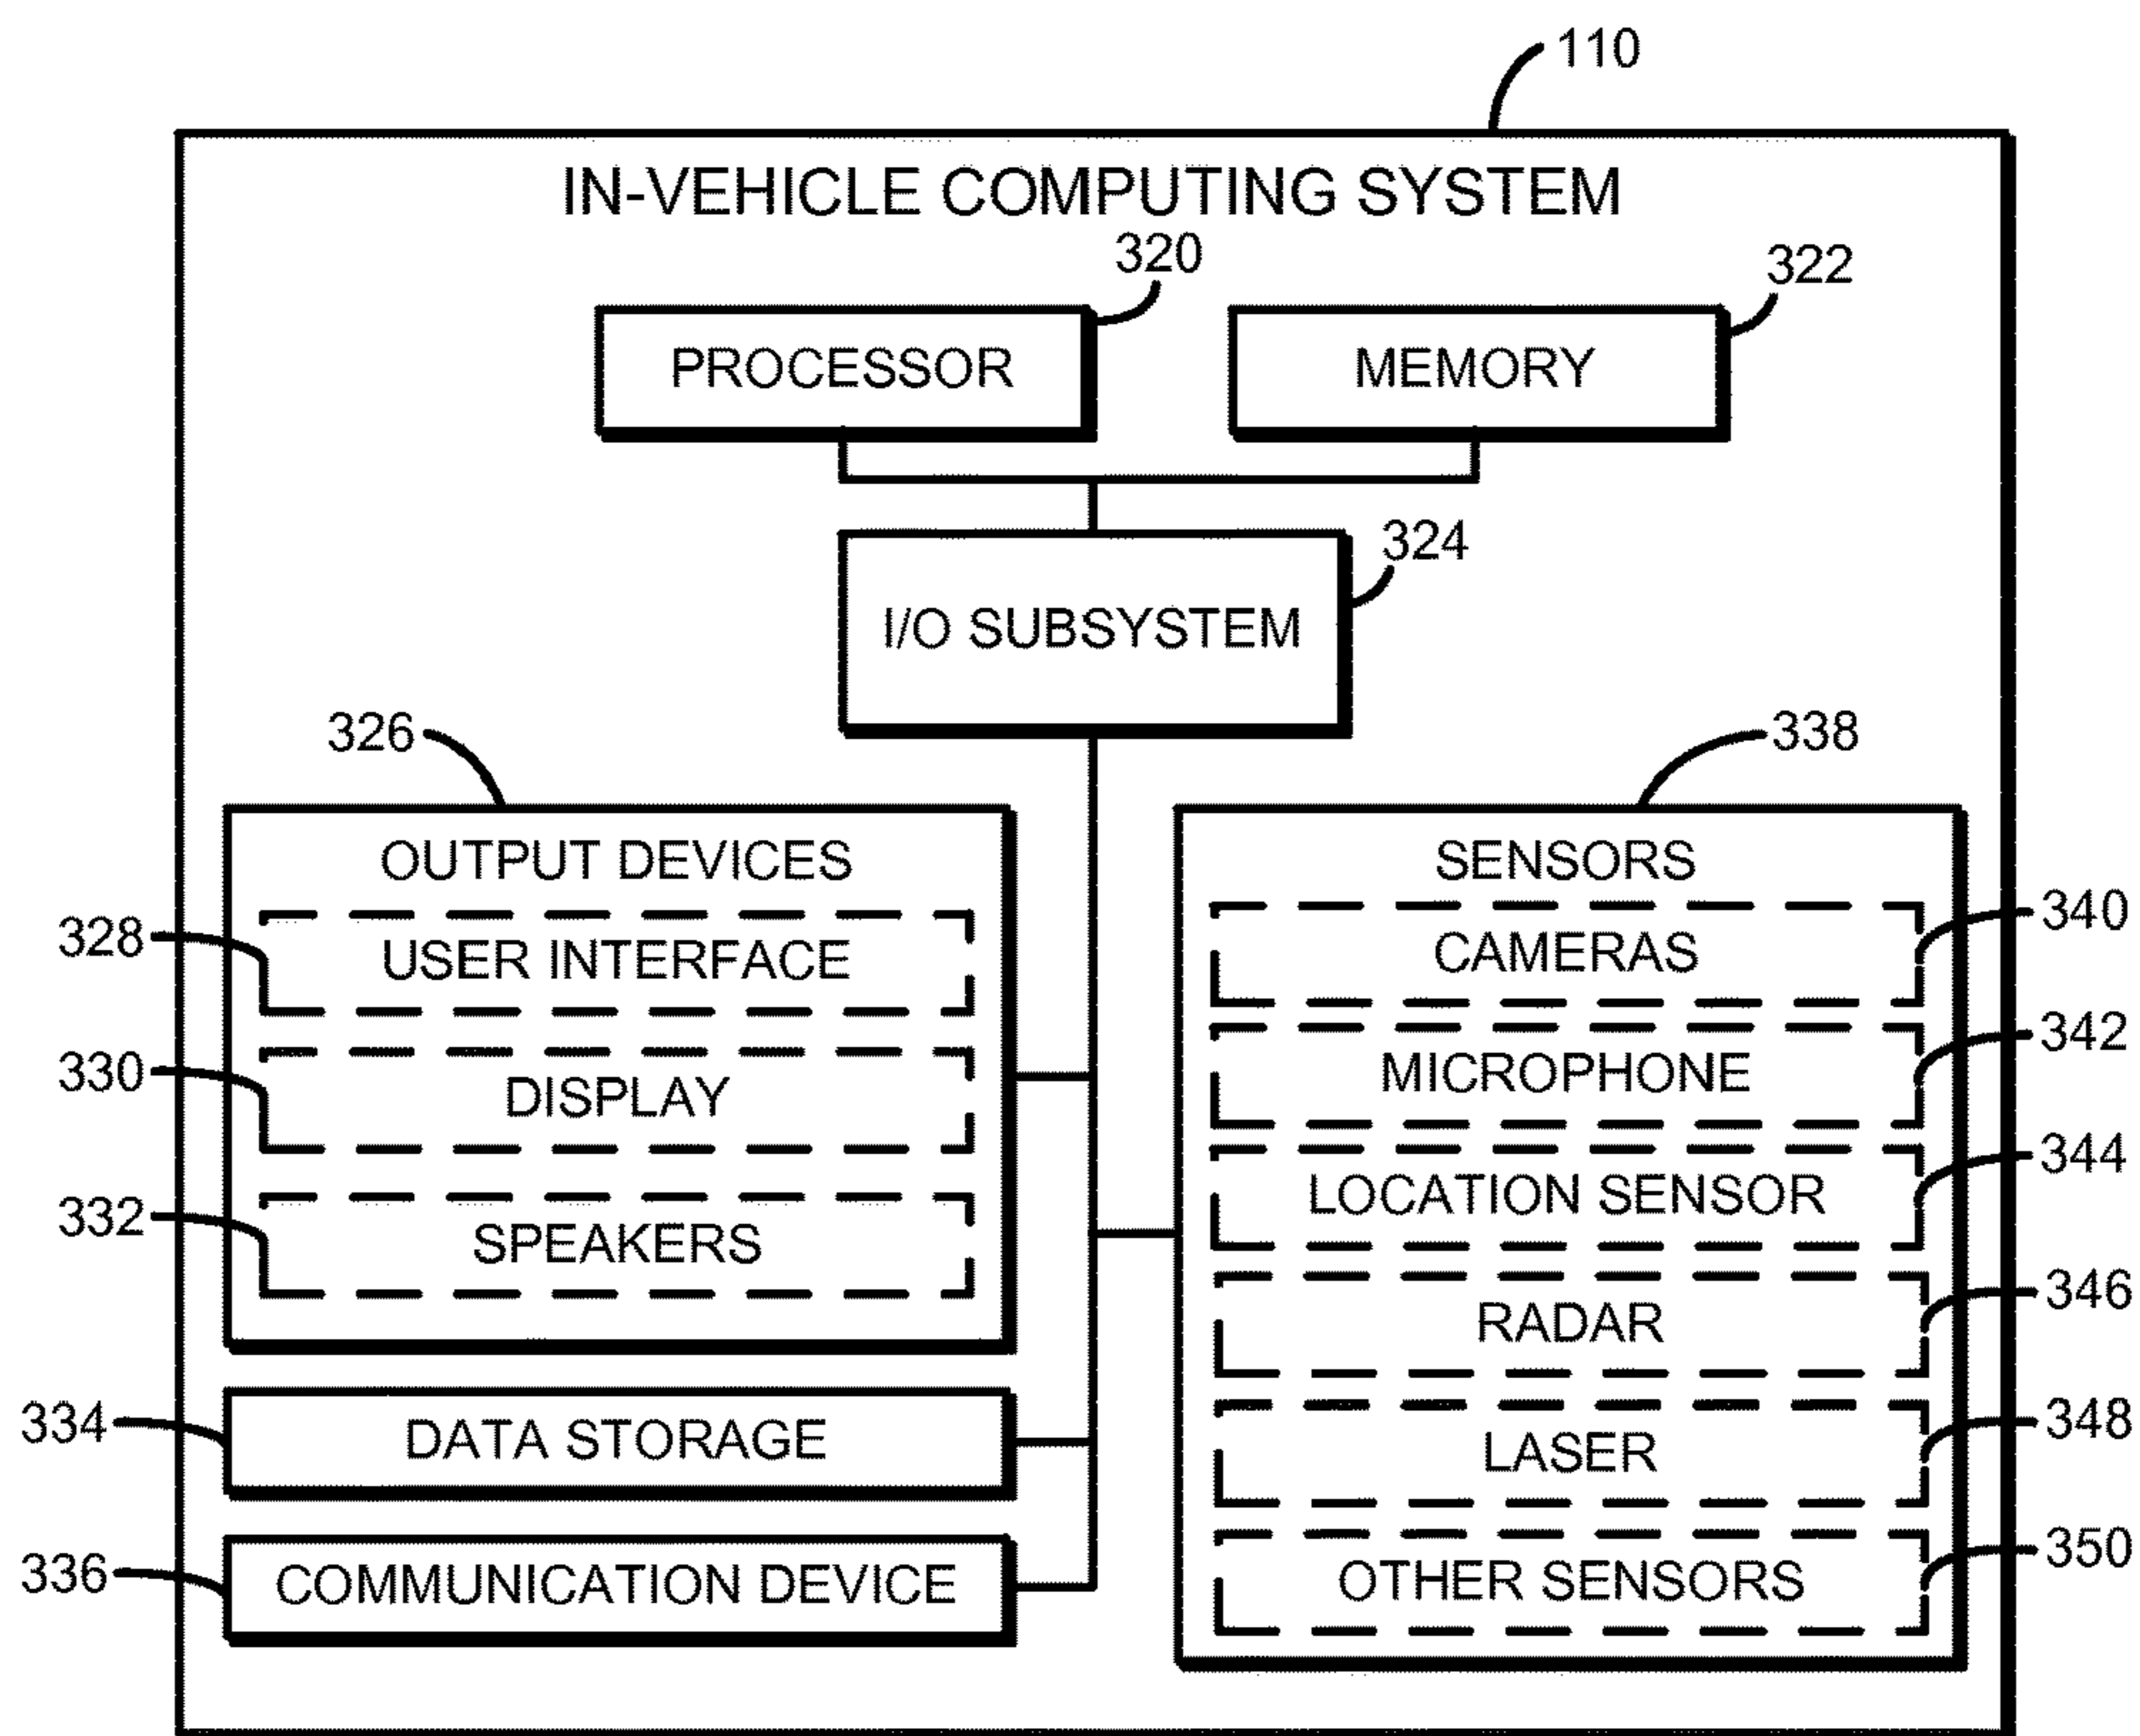 110
IN-VEHICLE COMPUTING SYSTEM
320
322
PROCESSOR
MEMORY
324
I/O SUBSYSTEM
326
338
OUTPUT DEVICES
328
USER INTERFACE
330
DISPLAY
332
SPEAKERS
334
DATA STORAGE
336
COMMUNICATION DEVICE
SENSORS
340
CAMERAS
342
MICROPHONE
344
LOCATION SENSOR
346
RADAR
348
LASER
350
OTHER SENSORS